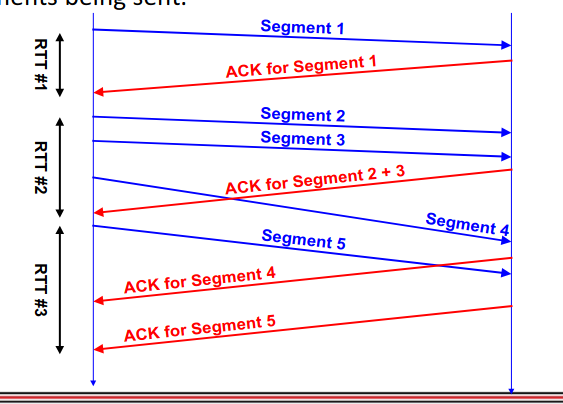 ments being sent.
Segment 1
RTT #1
ACK for Segment 1
Segment 2
Segment 3
RTT #2
ACK for Segment 2 + 3
Segment 4
Segment 5
RTT #3
ACK for Segment 4
ACK for Segment 5